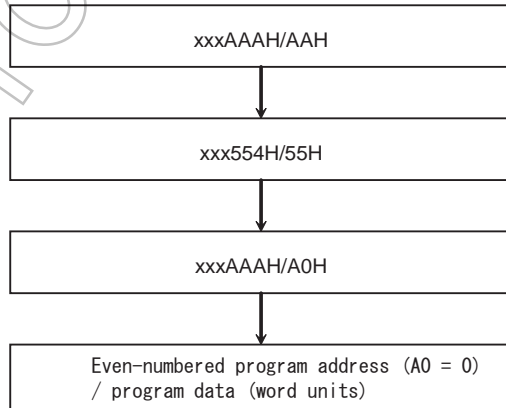 xxxAAAH/AAH
xxx554H/55H
xxxAAAH/A0H
Even-numbered program address (A0 = 0)
/ program data (word units)